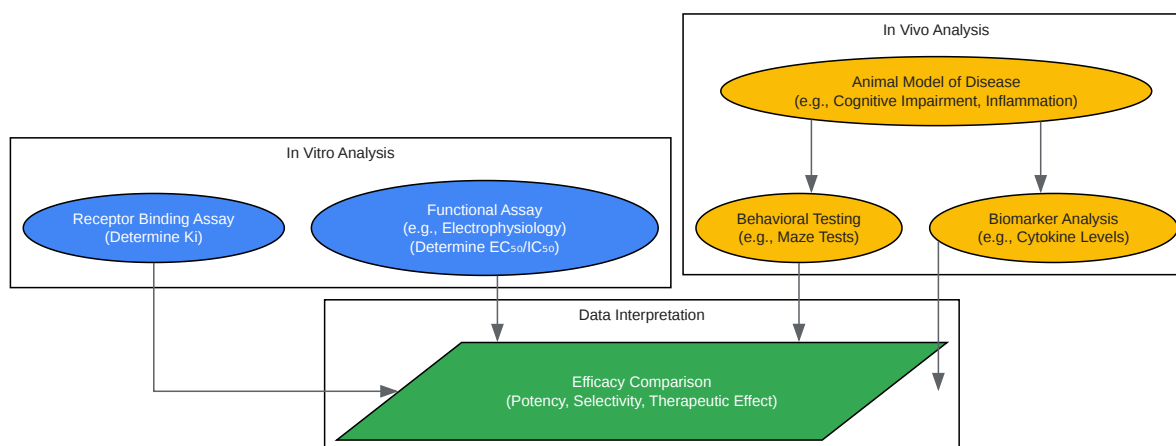 In Vivo Analysis
Animal Model of Disease
(e.g., Cognitive Impairment, Inflammation)
In Vitro Analysis
Receptor Binding Assay
(Determine Ki)
Functional Assay
(e.g., Electrophysiology)
(Determine EC₅₀/IC₅₀)
Behavioral Testing
(e.g., Maze Tests)
Biomarker Analysis
(e.g., Cytokine Levels)
Data Interpretation
Efficacy Comparison
(Potency, Selectivity, Therapeutic Effect)